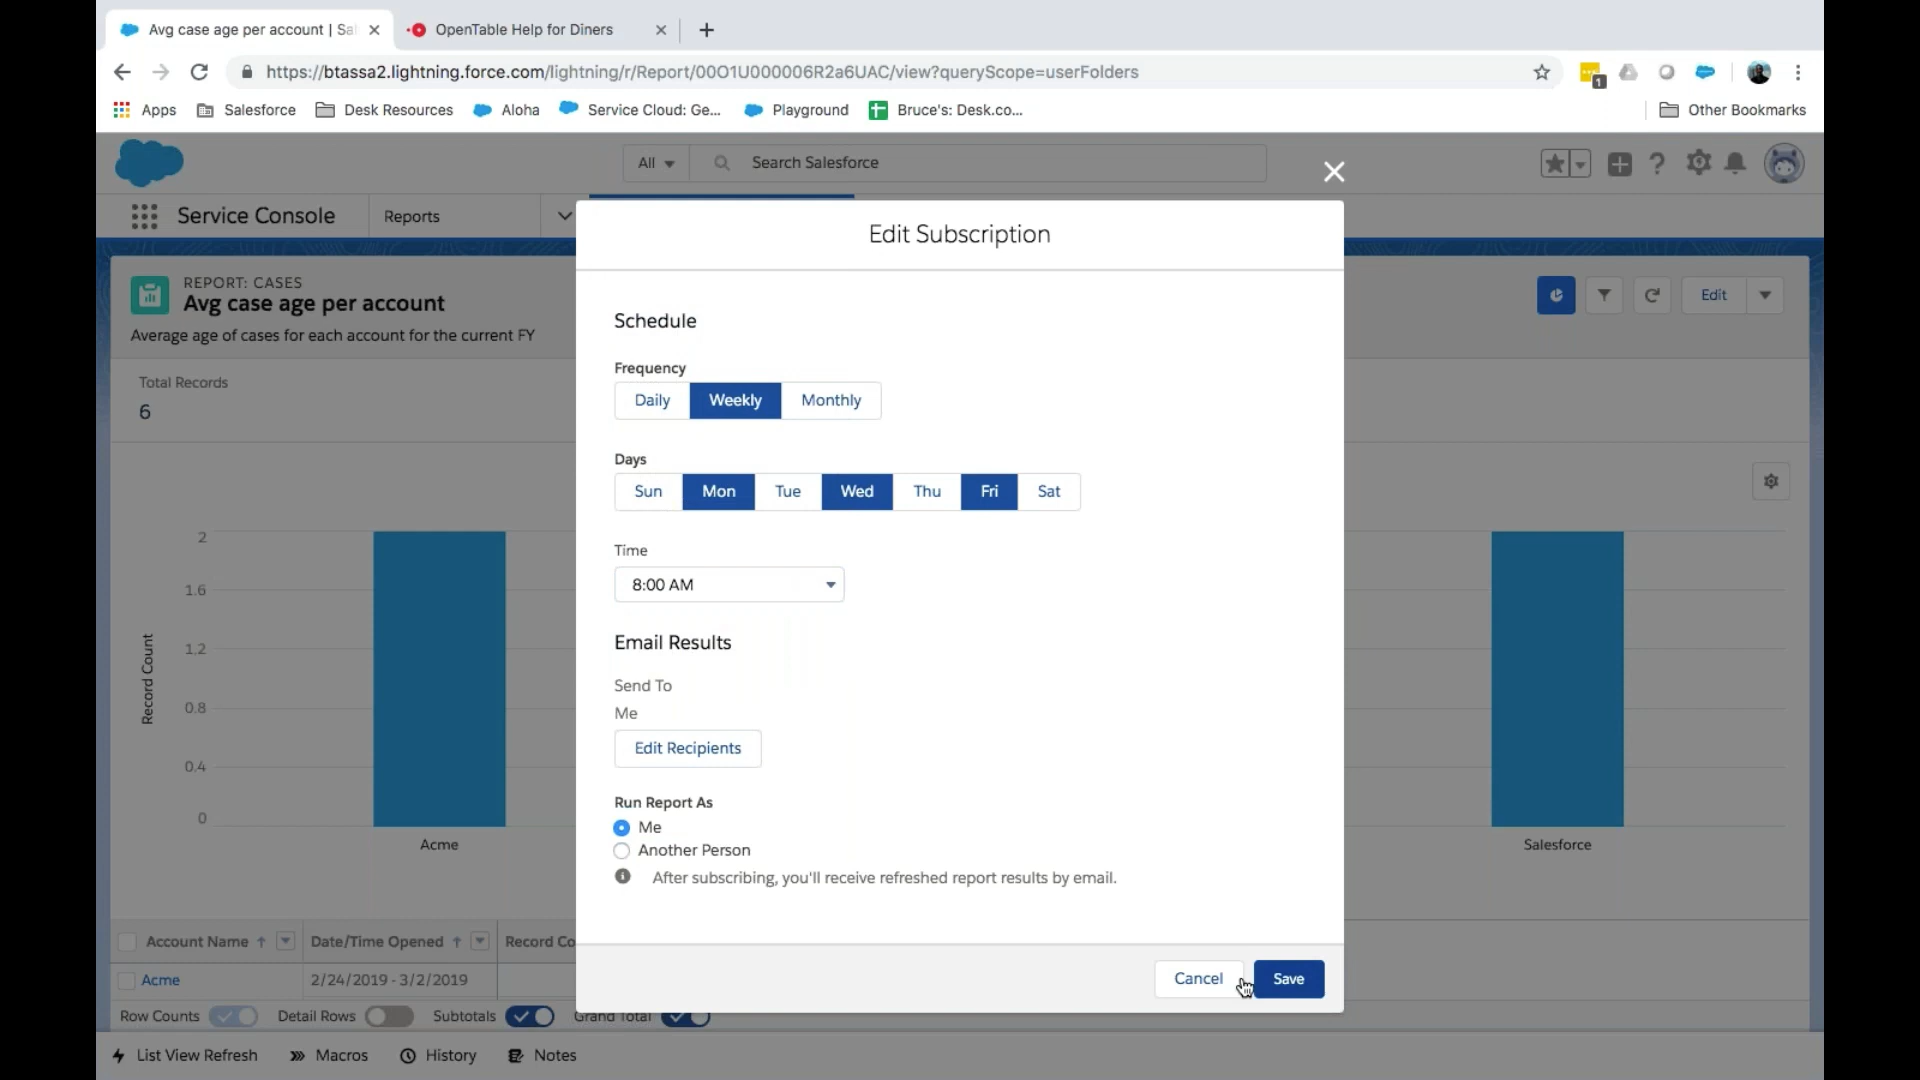 Avg case age per account | Sa
OpenTable Help for Diners
https://btassa2.lightning.force.com/lightning/r/Report/00O1U000006R2a6UAC/view?queryScope=userFolders
1
Apps Salesforce Desk Resources Aloha Service Cloud: Ge... Playground Bruce's: Desk.co... Other Bookmarks
All Search Salesforce
Service Console Reports
Edit Subscription
REPORT: CASES
Avg case age per account
Average age of cases for each account for the current FY
Edit
Total Records
6
Schedule
Frequency
Daily Weekly Monthly
Days
Sun Mon Tue Wed Thu Fri Sat
Time
8:00 AM
Email Results
Send To
Me
Edit Recipients
Run Report As
Me
Another Person
After subscribing, you'll receive refreshed report results by email.
Cancel Save
Record Count
2
1.6
1.2
0.8
0.4
0
Acme Salesforce
Account Name Date/Time Opened Record Co
Acme 2/24/2019 - 3/2/2019
Row Counts Detail Rows Subtotals Grand Total
List View Refresh Macros History Notes